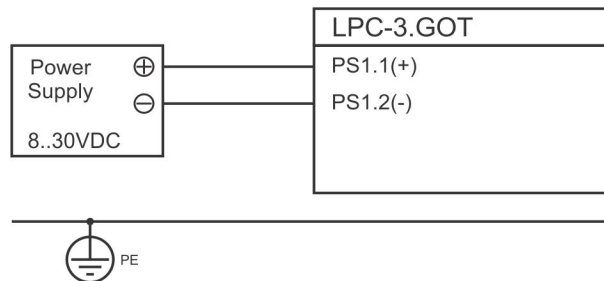 LPC-3.GOT
Power
Supply
8..30VDC
PS1.1(+)
PS1.2(-)
PE